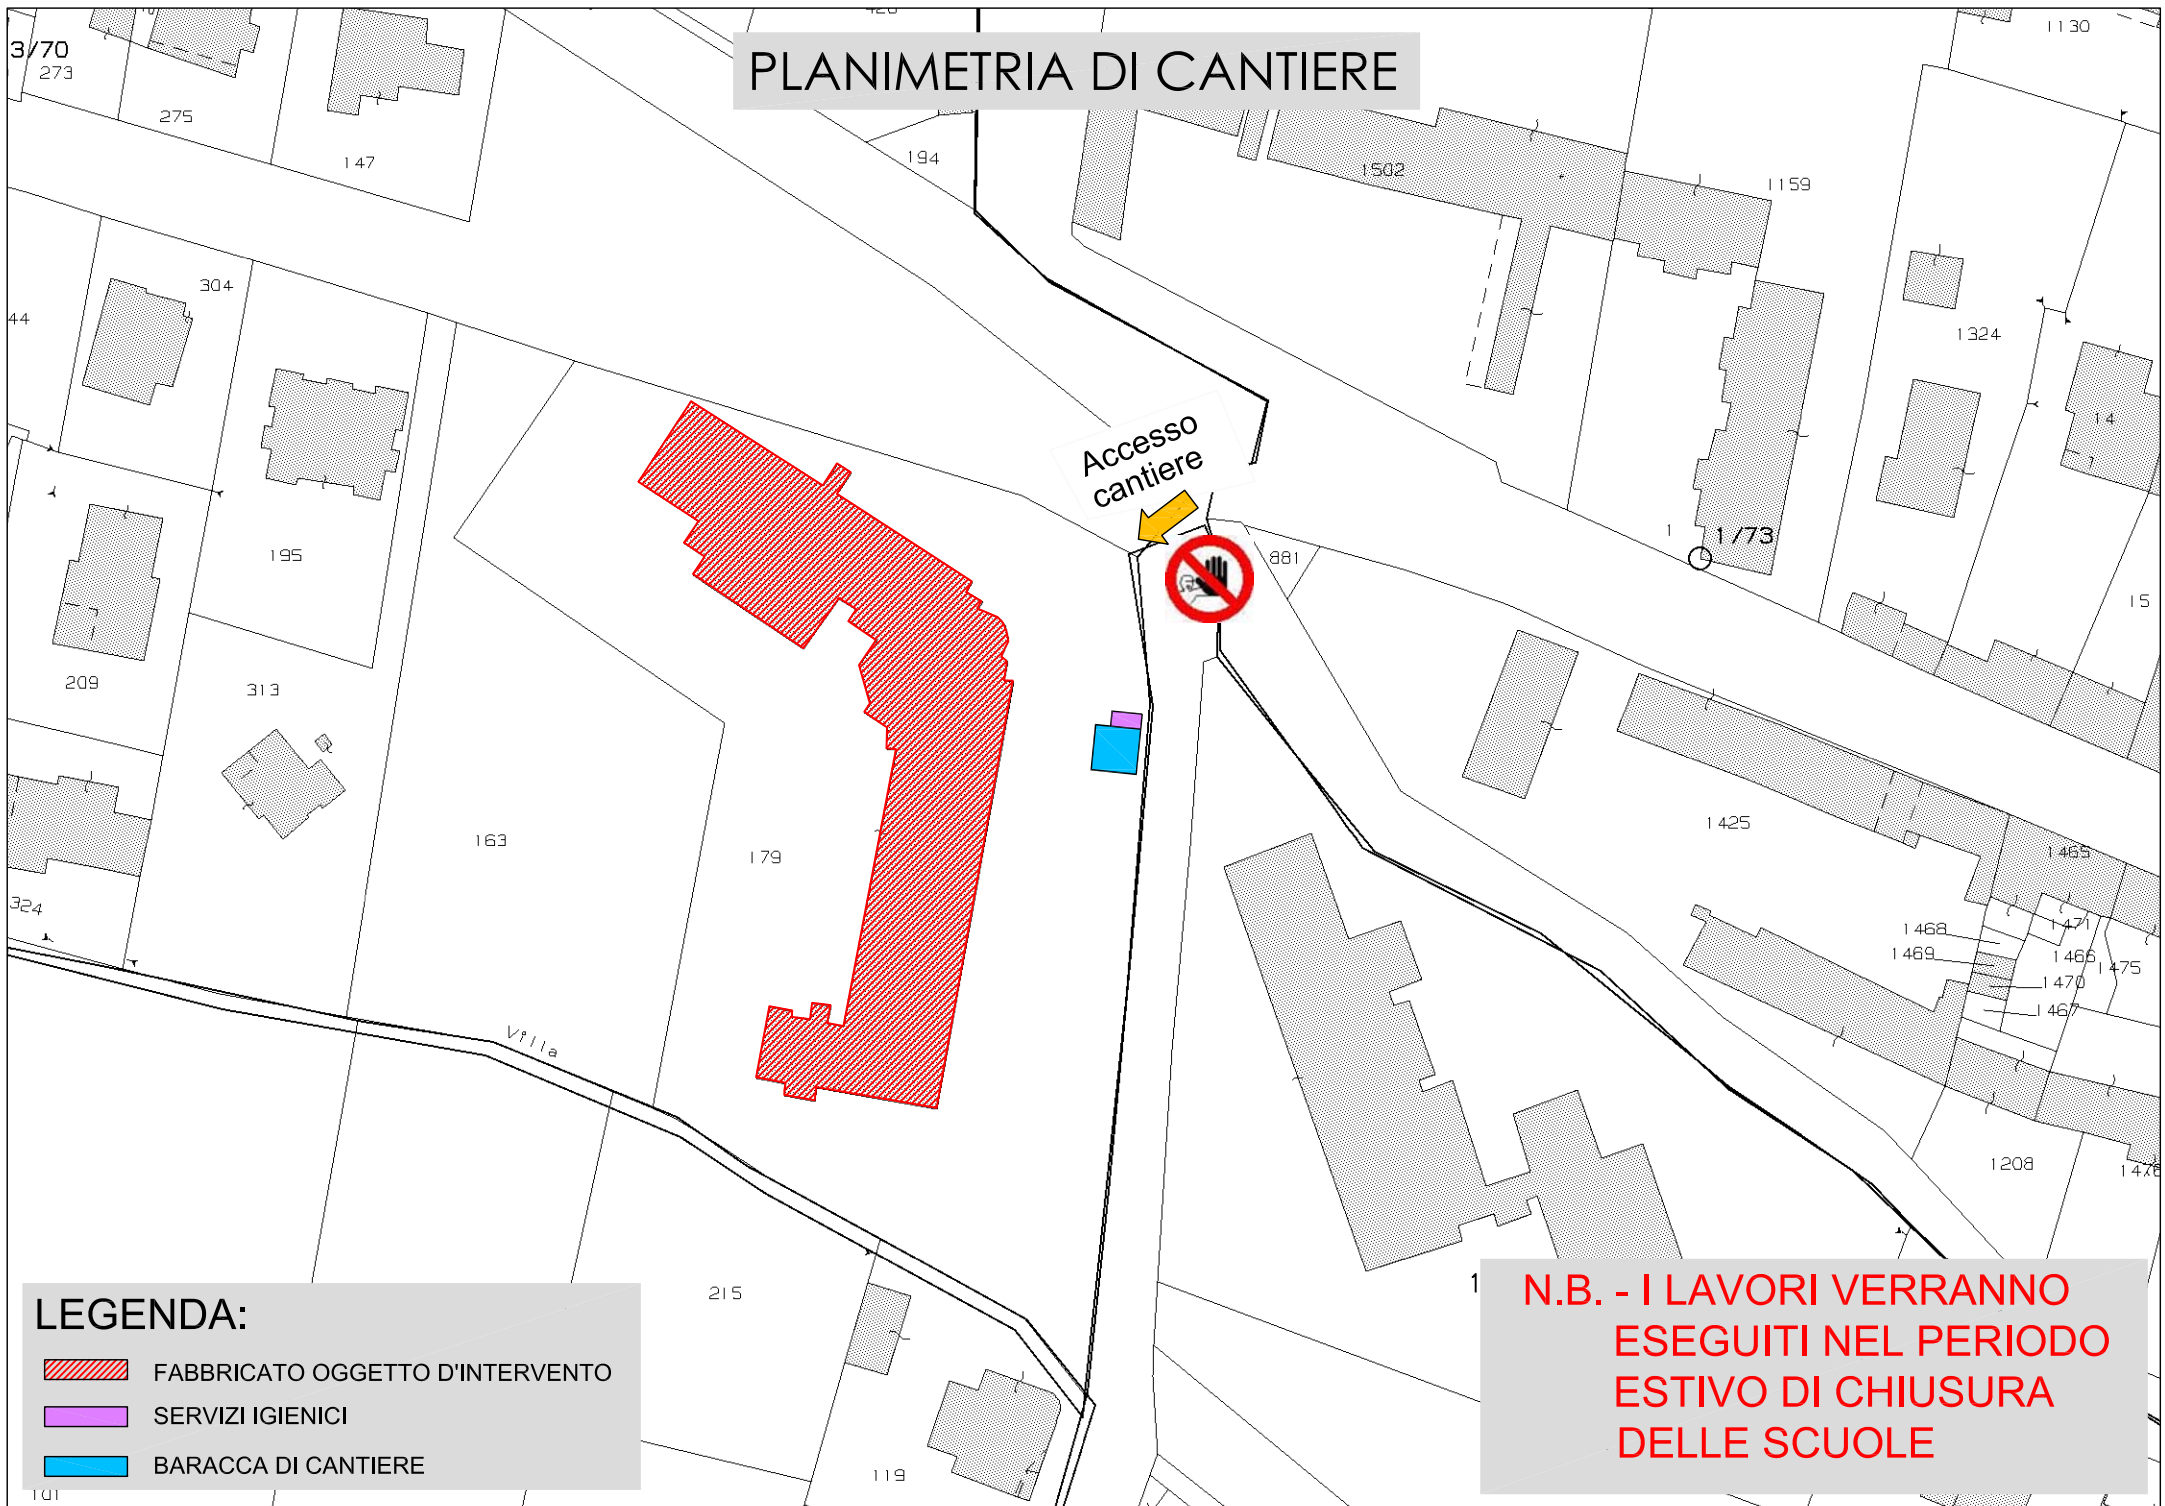 PLANIMETRIA DI CANTIERE
3/70
273
275
147
194
1130
1502
1159
304
44
1324
14
Accesso
cantiere
195
881
1
1/73
15
209
313
163
179
1425
1465
324
1468
1471
1469
1466
1475
1470
1467
Villa
1208
215
119
LEGENDA:
FABBRICATO OGGETTO D'INTERVENTO
SERVIZI IGIENICI
BARACCA DI CANTIERE
N.B. - I LAVORI VERRANNO
ESEGUITI NEL PERIODO
ESTIVO DI CHIUSURA
DELLE SCUOLE